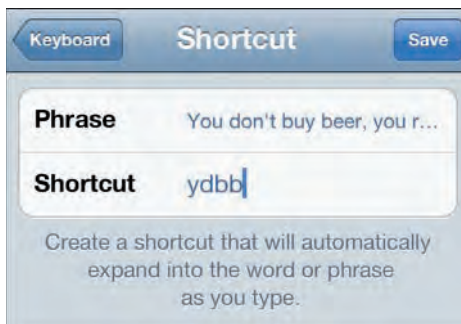 Keyboard Shortcut Save
Phrase You don't buy beer, you r...
Shortcut ydbb
Create a shortcut that will automatically
expand into the word or phrase
as you type.